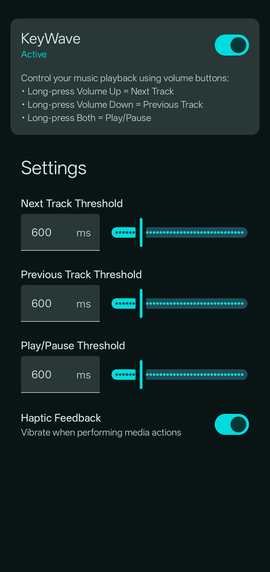 KeyWave
Active
Control your music playback using volume buttons:
• Long-press Volume Up = Next Track
• Long-press Volume Down = Previous Track
• Long-press Both = Play/Pause
Settings
Next Track Threshold
600 ms
Previous Track Threshold
600 ms
Play/Pause Threshold
600 ms
Haptic Feedback
Vibrate when performing media actions